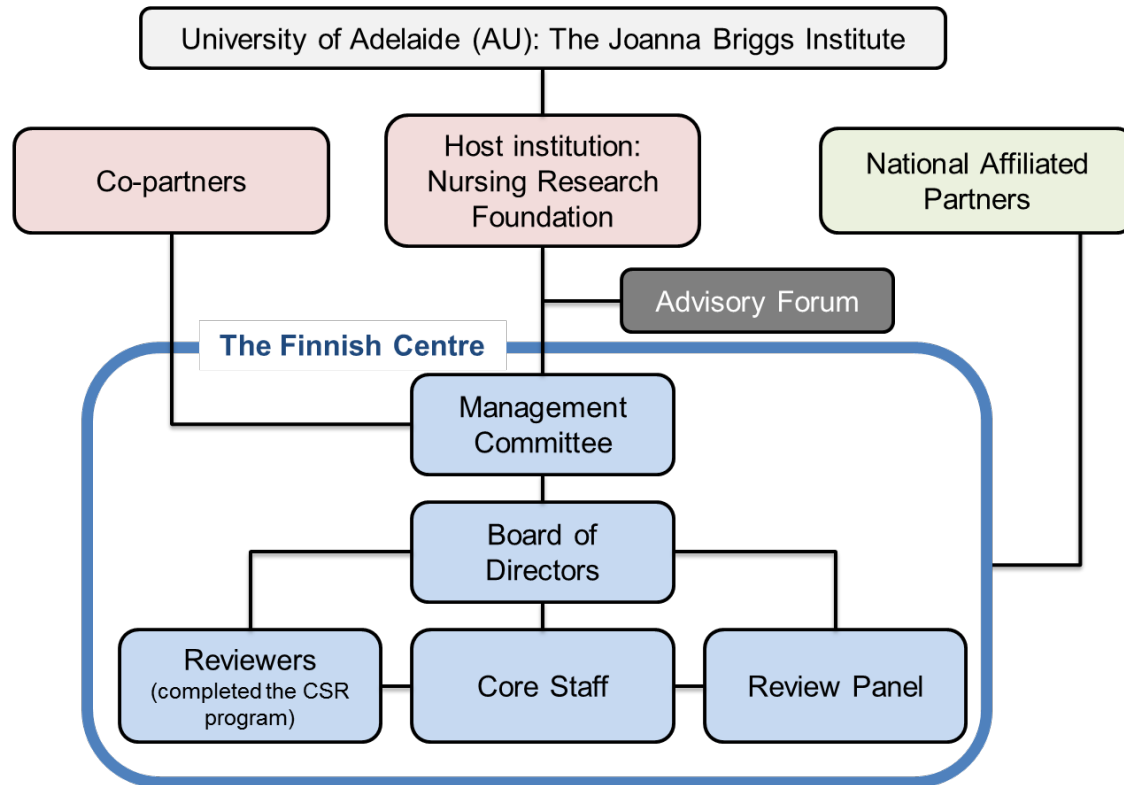 University of Adelaide (AU): The Joanna Briggs Institute
Co-partners
Host institution:
Nursing Research
Foundation
National Affiliated
Partners
Advisory Forum
The Finnish Centre
Management
Committee
Board of
Directors
Reviewers
(completed the CSR
program)
Core Staff
Review Panel